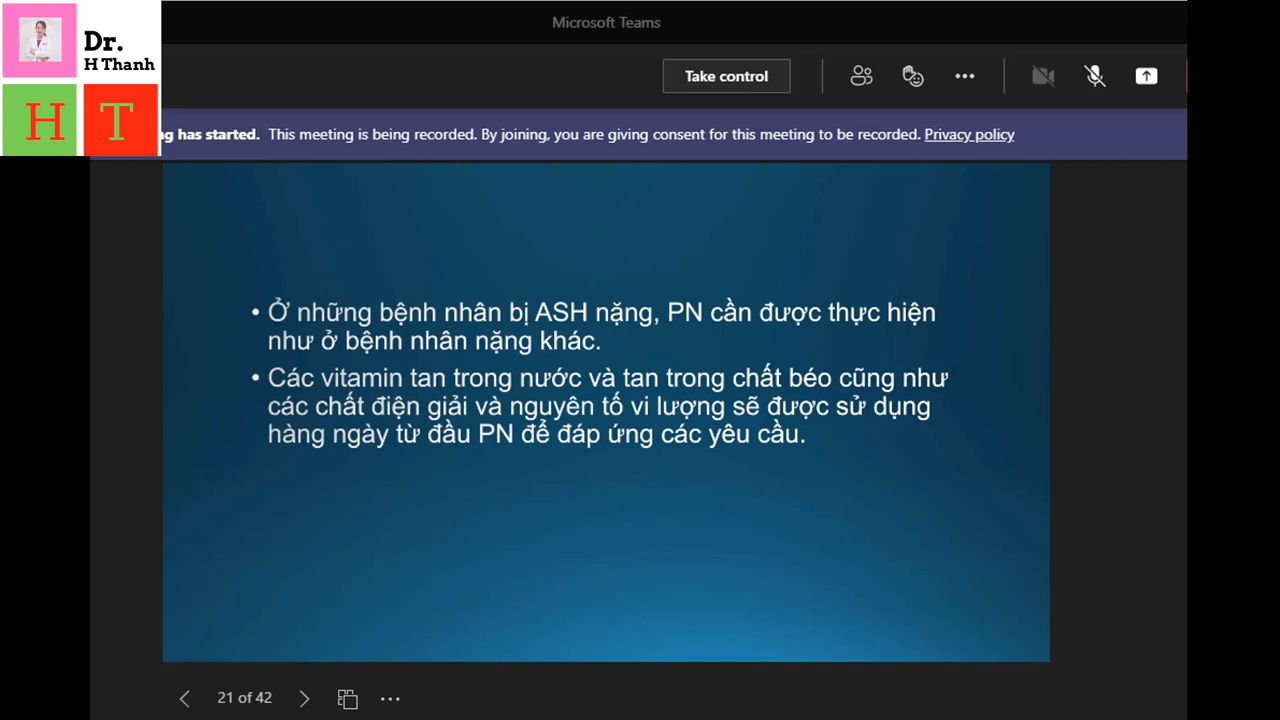 Microsoft Teams
Dr.
H Thanh
H T
Take control
ng has started. This meeting is being recorded. By joining, you are giving consent for this meeting to be recorded. Privacy policy
• Ở những bệnh nhân bị ASH nặng, PN cần được thực hiện
như ở bệnh nhân nặng khác.
• Các vitamin tan trong nước và tan trong chất béo cũng như
các chất điện giải và nguyên tố vi lượng sẽ được sử dụng
hàng ngày từ đầu PN để đáp ứng các yêu cầu.
21 of 42